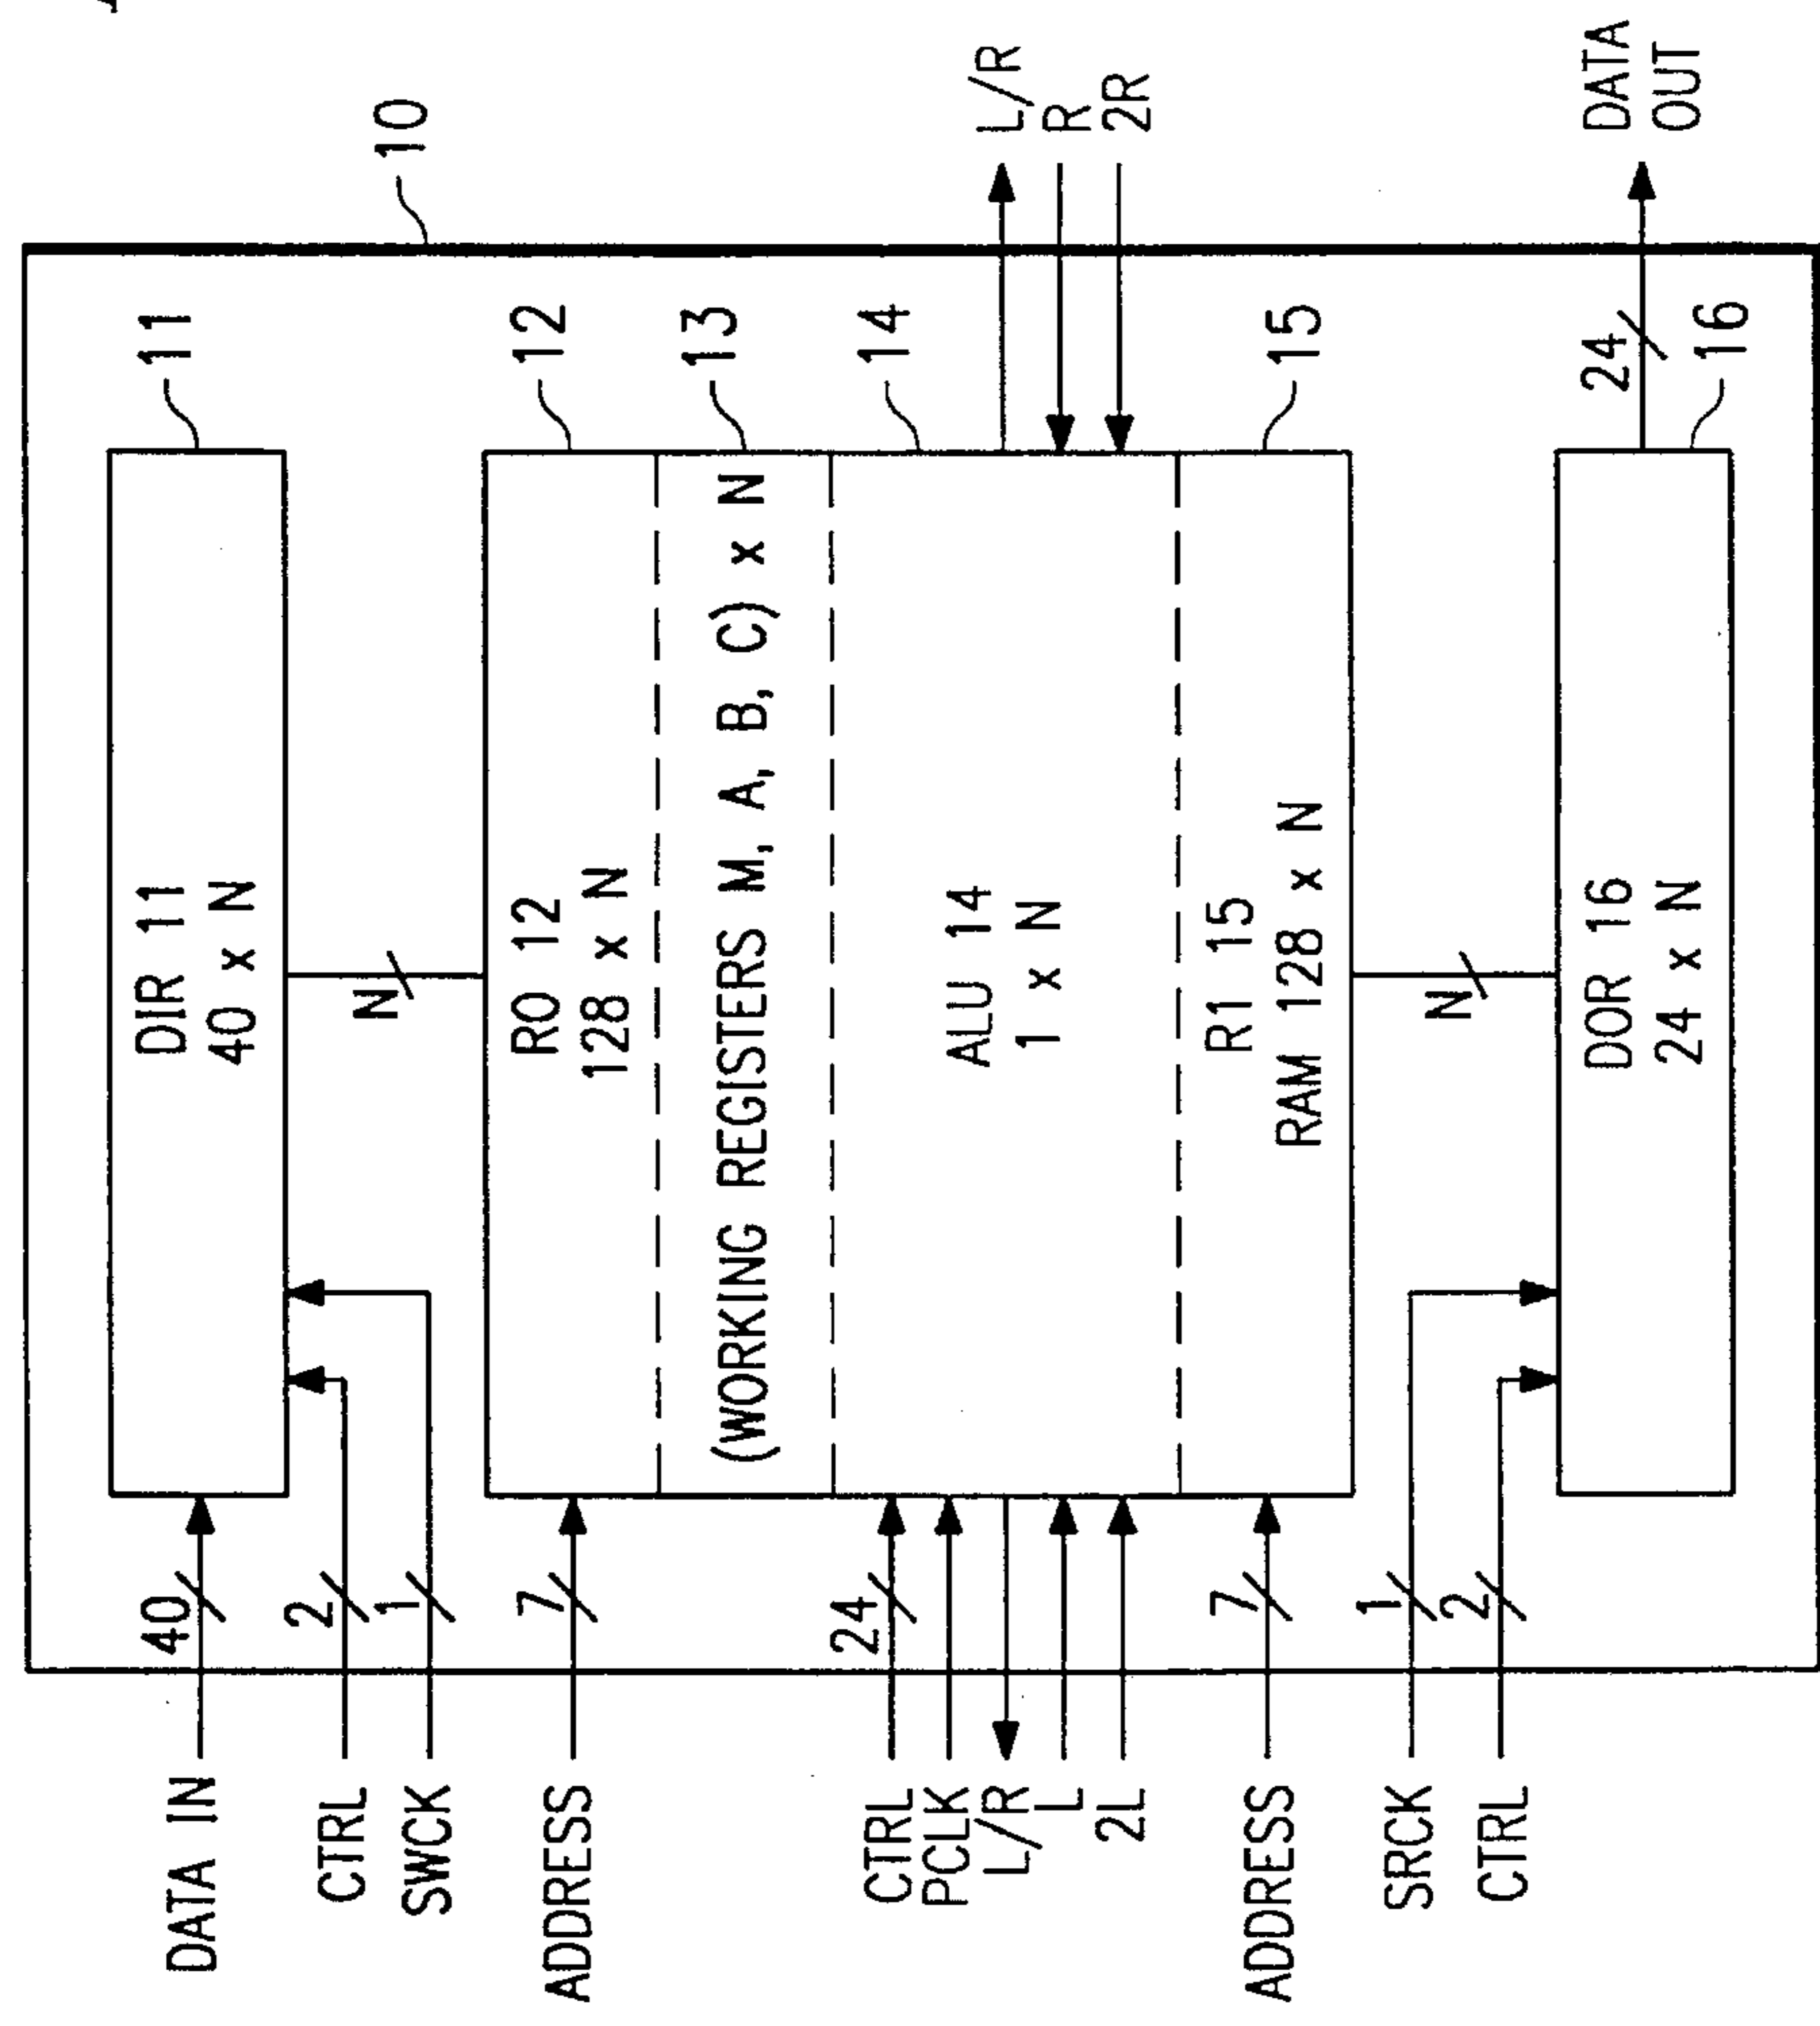 10
DATA IN
40
CTRL
2
SWCK
1
DIR 11
40 x N
11
N
ADDRESS
7
RO 12
128 x N
12
(WORKING REGISTERS M, A, B, C) x N
13
CTRL
24
PCLK
L/R
L
2L
ALU 14
1 x N
14
L/R
R
2R
ADDRESS
7
R1 15
RAM 128 x N
15
N
SRCK
1
CTRL
2
DOR 16
24 x N
16
24
DATA
OUT